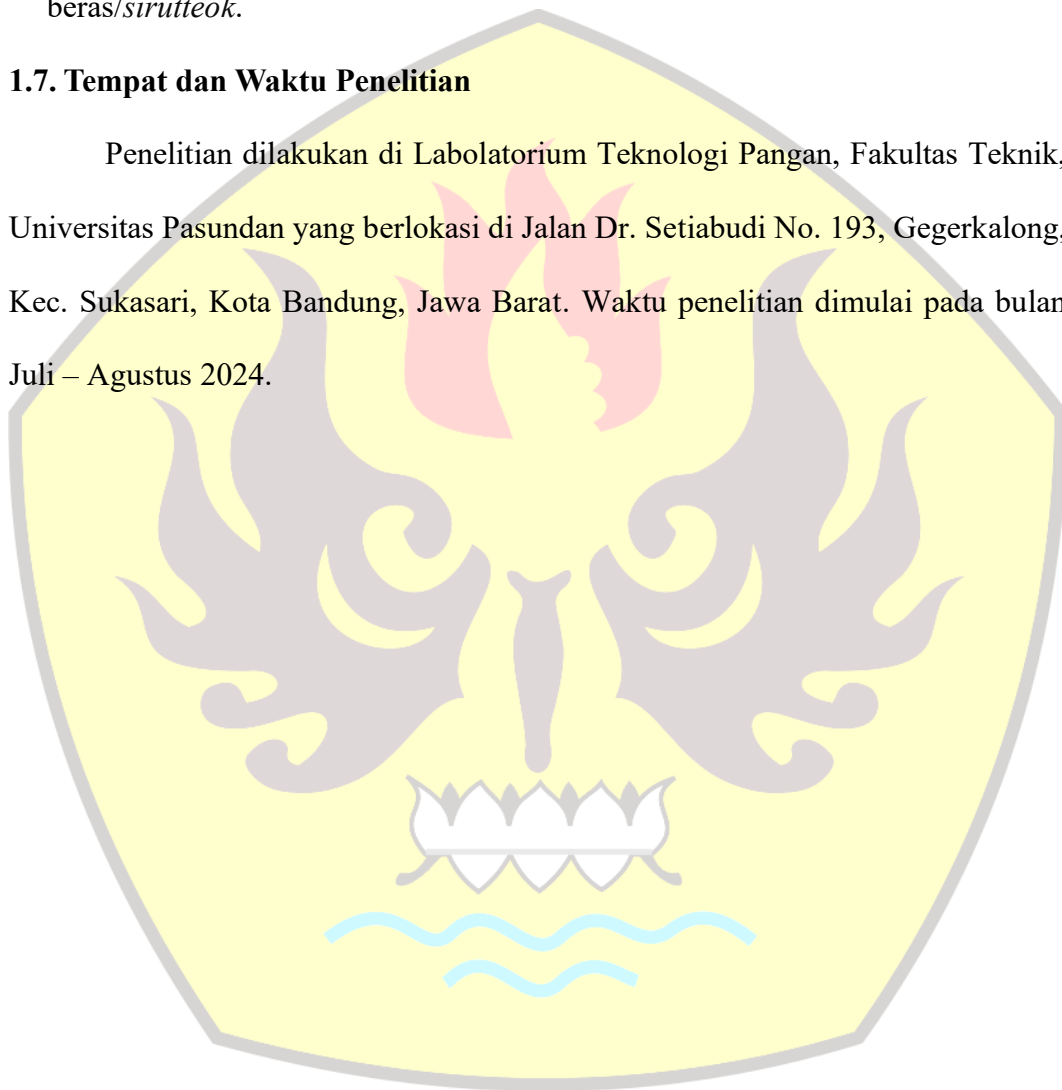 beras/sirutteok.
1.7. Tempat dan Waktu Penelitian
Penelitian dilakukan di Labolatorium Teknologi Pangan, Fakultas Teknik,
Universitas Pasundan yang berlokasi di Jalan Dr. Setiabudi No. 193, Gegerkalong,
Kec. Sukasari, Kota Bandung, Jawa Barat. Waktu penelitian dimulai pada bulan
Juli – Agustus 2024.